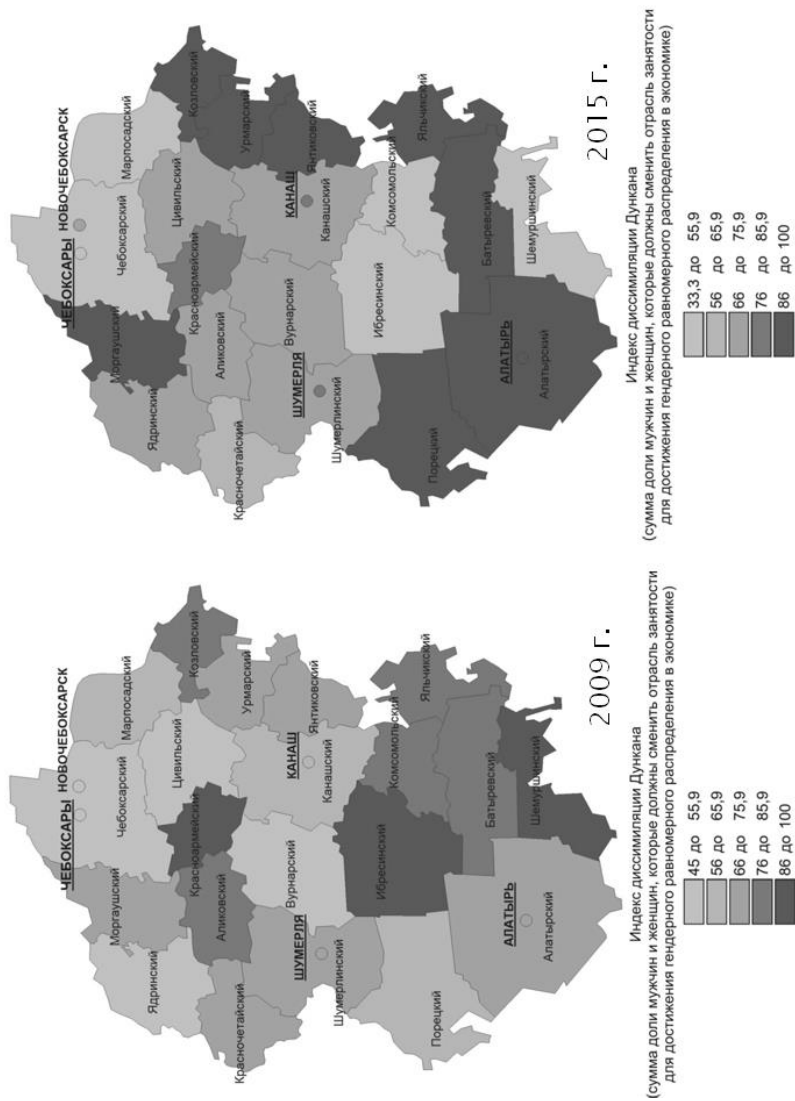 ЧЕБОКСАРЫ НОВОЧЕБОКСАРСК
Марпосадский
Чебоксарский
Моргаушский
Ядринский
Козловский
Цивильский
Красноармейский
Аликовский
Красночетайский
Урмарский
Янтиковский
КАНАШ
Канашский
Вурнарский
ШУМЕРЛЯ
Шумерлинский
Яльчикский
Комсомольский
Ибресинский
Порецкий
Батыревский
Шемуршинский
АЛАТЫРЬ
Алатырский
2009 г.
Индекс диссимиляции Дункана
(сумма доли мужчин и женщин, которые должны сменить отрасль занятости
для достижения гендерного равномерного распределения в экономике)
45 до 55,9
56 до 65,9
66 до 75,9
76 до 85,9
86 до 100
ЧЕБОКСАРЫ НОВОЧЕБОКСАРСК
Марпосадский
Чебоксарский
Моргаушский
Ядринский
Козловский
Цивильский
Красноармейский
Аликовский
Красночетайский
Урмарский
Янтиковский
КАНАШ
Канашский
Вурнарский
ШУМЕРЛЯ
Шумерлинский
Яльчикский
Комсомольский
Ибресинский
Порецкий
Батыревский
Шемуршинский
АЛАТЫРЬ
Алатырский
2015 г.
Индекс диссимиляции Дункана
(сумма доли мужчин и женщин, которые должны сменить отрасль занятости
для достижения гендерного равномерного распределения в экономике)
33,3 до 55,9
56 до 65,9
66 до 75,9
76 до 85,9
86 до 100